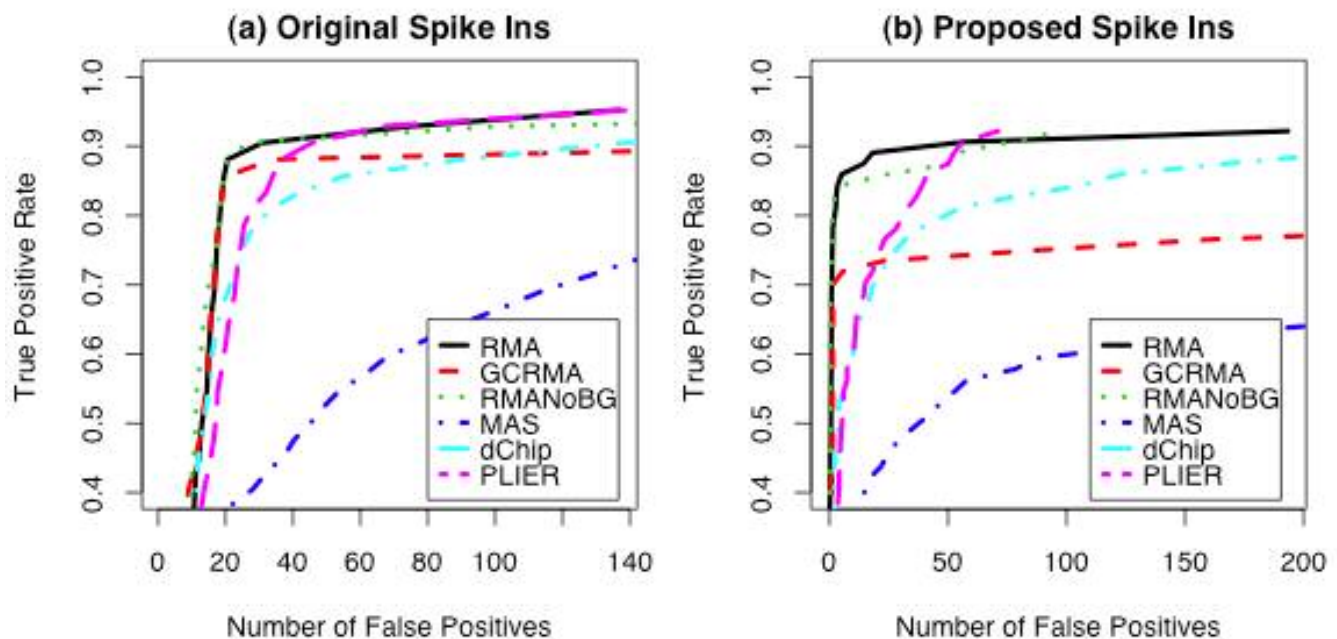 (a) Original Spike Ins
True Positive Rate
1.0
0.9
0.8
0.7
0.6
0.5
0.4
0 20 40 60 80 100 140
Number of False Positives
RMA
GCRMA
RMANoBG
MAS
dChip
PLIER
(b) Proposed Spike Ins
True Positive Rate
1.0
0.9
0.8
0.7
0.6
0.5
0.4
0 50 100 150 200
Number of False Positives
RMA
GCRMA
RMANoBG
MAS
dChip
PLIER